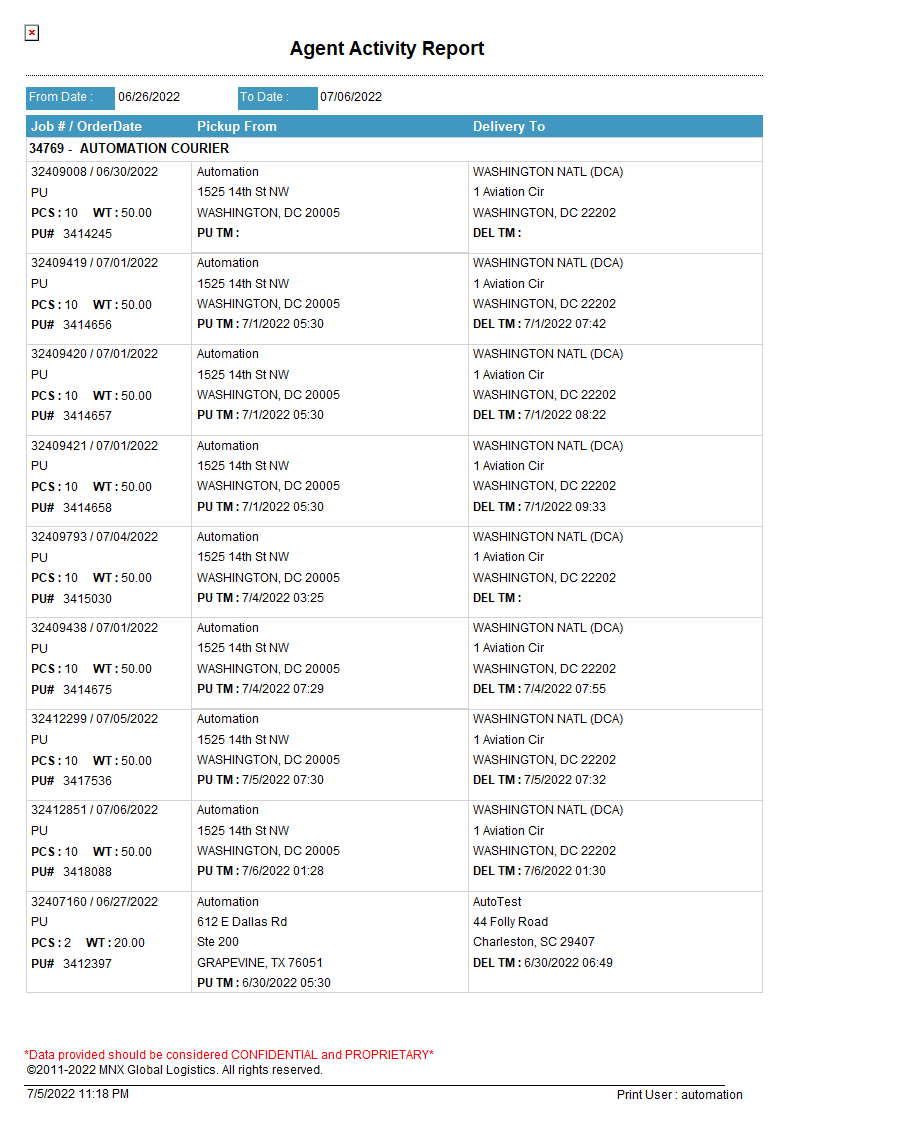 Agent Activity Report
From Date : 06/26/2022 To Date : 07/06/2022
Job # / OrderDate Pickup From Delivery To
34769 - AUTOMATION COURIER
32409008 / 06/30/2022 Automation WASHINGTON NATL (DCA)
PU 1525 14th St NW 1 Aviation Cir
PCS : 10 WT : 50.00 WASHINGTON, DC 20005 WASHINGTON, DC 22202
PU# 3414245 PU TM : DEL TM :
32409419 / 07/01/2022 Automation WASHINGTON NATL (DCA)
PU 1525 14th St NW 1 Aviation Cir
PCS : 10 WT : 50.00 WASHINGTON, DC 20005 WASHINGTON, DC 22202
PU# 3414656 PU TM : 7/1/2022 05:30 DEL TM : 7/1/2022 07:42
32409420 / 07/01/2022 Automation WASHINGTON NATL (DCA)
PU 1525 14th St NW 1 Aviation Cir
PCS : 10 WT : 50.00 WASHINGTON, DC 20005 WASHINGTON, DC 22202
PU# 3414657 PU TM : 7/1/2022 05:30 DEL TM : 7/1/2022 08:22
32409421 / 07/01/2022 Automation WASHINGTON NATL (DCA)
PU 1525 14th St NW 1 Aviation Cir
PCS : 10 WT : 50.00 WASHINGTON, DC 20005 WASHINGTON, DC 22202
PU# 3414658 PU TM : 7/1/2022 05:30 DEL TM : 7/1/2022 09:33
32409793 / 07/04/2022 Automation WASHINGTON NATL (DCA)
PU 1525 14th St NW 1 Aviation Cir
PCS : 10 WT : 50.00 WASHINGTON, DC 20005 WASHINGTON, DC 22202
PU# 3415030 PU TM : 7/4/2022 03:25 DEL TM :
32409438 / 07/01/2022 Automation WASHINGTON NATL (DCA)
PU 1525 14th St NW 1 Aviation Cir
PCS : 10 WT : 50.00 WASHINGTON, DC 20005 WASHINGTON, DC 22202
PU# 3414675 PU TM : 7/4/2022 07:29 DEL TM : 7/4/2022 07:55
32412299 / 07/05/2022 Automation WASHINGTON NATL (DCA)
PU 1525 14th St NW 1 Aviation Cir
PCS : 10 WT : 50.00 WASHINGTON, DC 20005 WASHINGTON, DC 22202
PU# 3417536 PU TM : 7/5/2022 07:30 DEL TM : 7/5/2022 07:32
32412851 / 07/06/2022 Automation WASHINGTON NATL (DCA)
PU 1525 14th St NW 1 Aviation Cir
PCS : 10 WT : 50.00 WASHINGTON, DC 20005 WASHINGTON, DC 22202
PU# 3418088 PU TM : 7/6/2022 01:28 DEL TM : 7/6/2022 01:30
32407160 / 06/27/2022 Automation AutoTest
PU 612 E Dallas Rd 44 Folly Road
PCS : 2 WT : 20.00 Ste 200 Charleston, SC 29407
PU# 3412397 GRAPEVINE, TX 76051 DEL TM : 6/30/2022 06:49
PU TM : 6/30/2022 05:30
*Data provided should be considered CONFIDENTIAL and PROPRIETARY*
©2011-2022 MNX Global Logistics. All rights reserved.
7/5/2022 11:18 PM Print User : automation